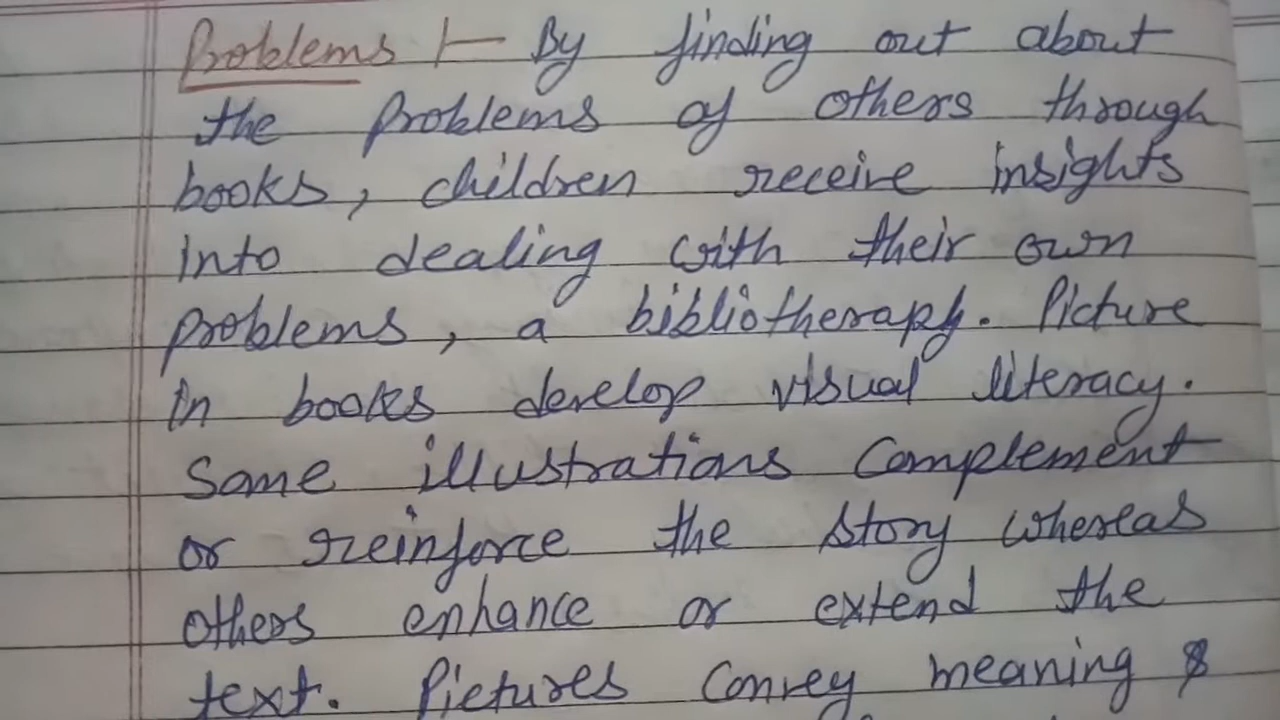 Problems :- By finding out about
the problems of others through
books, children receive insights
into dealing with their own
problems, a bibliotherapy. Picture
in books develop visual literacy.
Some illustrations complement
or reinforce the story whereas
others enhance or extend the
text. Pictures convey meaning &